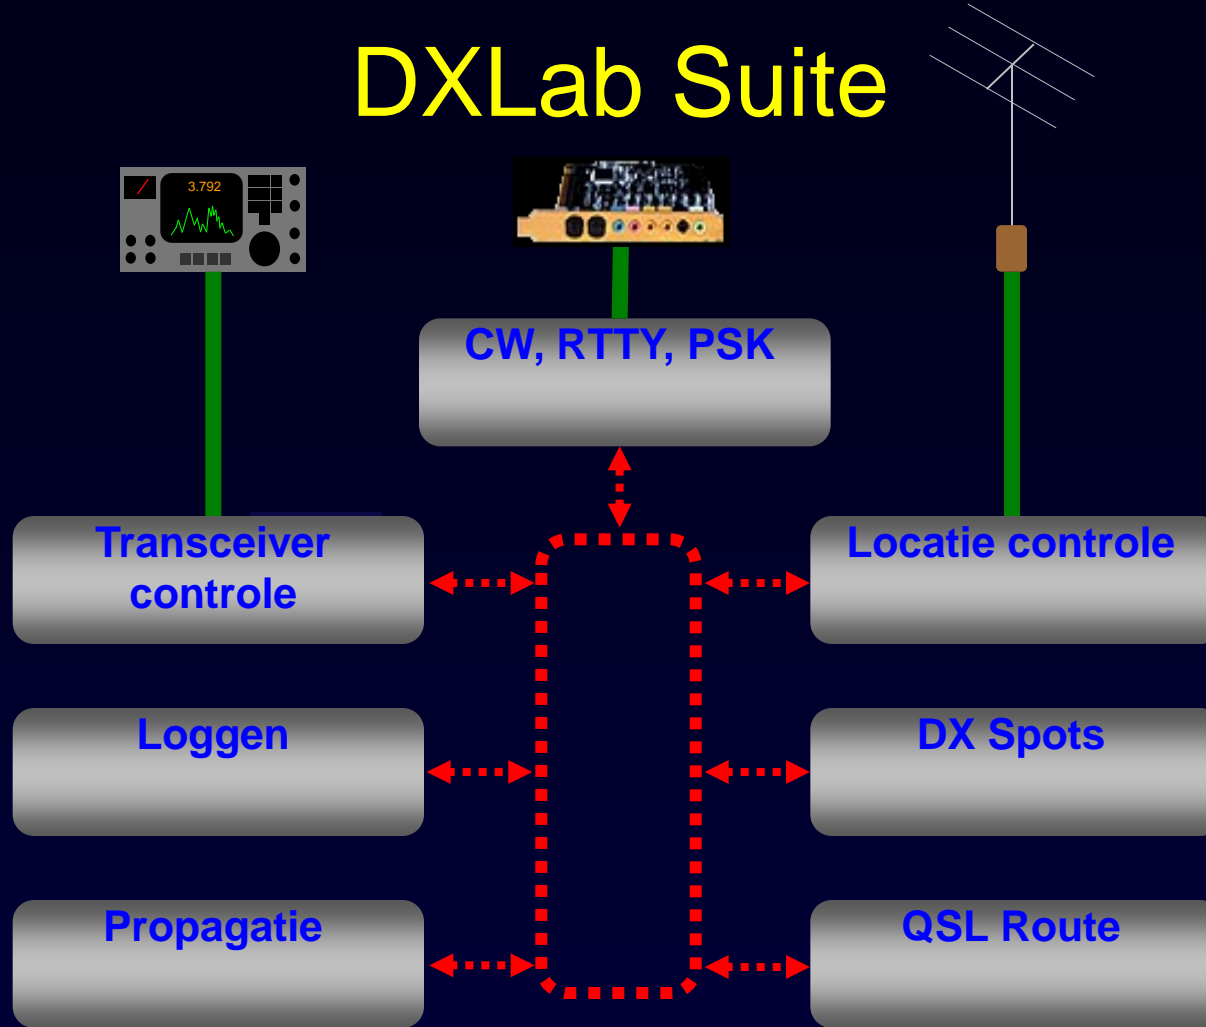 DXLab Suite
3.792
CW, RTTY, PSK
Transceiver
controle
Locatie controle
Loggen
DX Spots
Propagatie
QSL Route